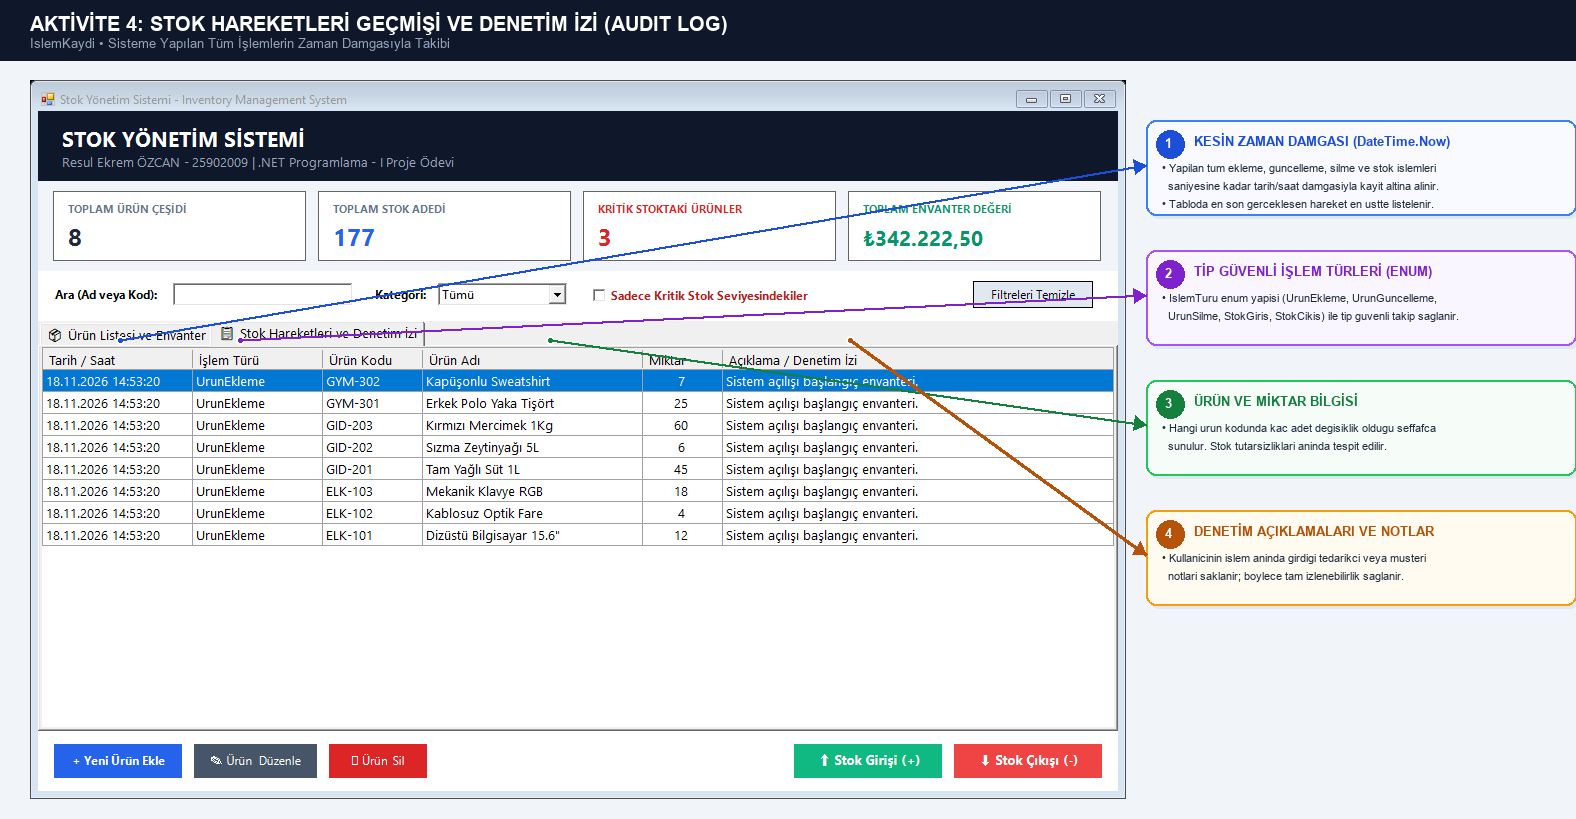 AKTİVİTE 4: STOK HAREKETLERİ GEÇMİŞİ VE DENETİM İZİ (AUDIT LOG)
IslemKaydi • Sisteme Yapılan Tüm İşlemlerin Zaman Damgasıyla Takibi
Stok Yönetim Sistemi - Inventory Management System
STOK YÖNETİM SİSTEMİ
Resul Ekrem ÖZCAN - 25902009 | .NET Programlama - I Proje Ödevi
TOPLAM ÜRÜN ÇEŞİDİ
8
TOPLAM STOK ADEDİ
177
KRİTİK STOKTAKİ ÜRÜNLER
3
TOPLAM ENVANTER DEĞERİ
₺342.222,50
Ara (Ad veya Kod): Kategori: Tümü Sadece Kritik Stok Seviyesindekiler Filtreleri Temizle
Ürün Listesi ve Envanter Stok Hareketleri ve Denetim İzi
Tarih / Saat İşlem Türü Ürün Kodu Ürün Adı Miktar Açıklama / Denetim İzi
18.11.2026 14:53:20 UrunEkleme GYM-302 Kapüşonlu Sweatshirt 7 Sistem açılışı başlangıç envanteri.
18.11.2026 14:53:20 UrunEkleme GYM-301 Erkek Polo Yaka Tişört 25 Sistem açılışı başlangıç envanteri.
18.11.2026 14:53:20 UrunEkleme GID-203 Kırmızı Mercimek 1Kg 60 Sistem açılışı başlangıç envanteri.
18.11.2026 14:53:20 UrunEkleme GID-202 Sızma Zeytinyağı 5L 6 Sistem açılışı başlangıç envanteri.
18.11.2026 14:53:20 UrunEkleme GID-201 Tam Yağlı Süt 1L 45 Sistem açılışı başlangıç envanteri.
18.11.2026 14:53:20 UrunEkleme ELK-103 Mekanik Klavye RGB 18 Sistem açılışı başlangıç envanteri.
18.11.2026 14:53:20 UrunEkleme ELK-102 Kablosuz Optik Fare 4 Sistem açılışı başlangıç envanteri.
18.11.2026 14:53:20 UrunEkleme ELK-101 Dizüstü Bilgisayar 15.6" 12 Sistem açılışı başlangıç envanteri.
+ Yeni Ürün Ekle Ürün Düzenle Ürün Sil ⬆ Stok Girişi (+) ⬇ Stok Çıkışı (-)
1 KESİN ZAMAN DAMGASI (DateTime.Now)
• Yapilan tum ekleme, guncelleme, silme ve stok islemleri
saniyesine kadar tarih/saat damgasiyla kayit altina alinir.
• Tabloda en son gerceklesen hareket en ustte listelenir.
2 TİP GÜVENLİ İŞLEM TÜRLERİ (ENUM)
• IslemTuru enum yapisi (UrunEkleme, UrunGuncelleme,
UrunSilme, StokGiris, StokCikis) ile tip guvenli takip saglanir.
3 ÜRÜN VE MİKTAR BİLGİSİ
• Hangi urun kodunda kac adet degisiklik oldugu seffafca
sunulur. Stok tutarsizliklari aninda tespit edilir.
4 DENETİM AÇIKLAMALARI VE NOTLAR
• Kullanicinin islem aninda girdigi tedarikci veya musteri
notlari saklanir; boylece tam izlenebilirlik saglanir.